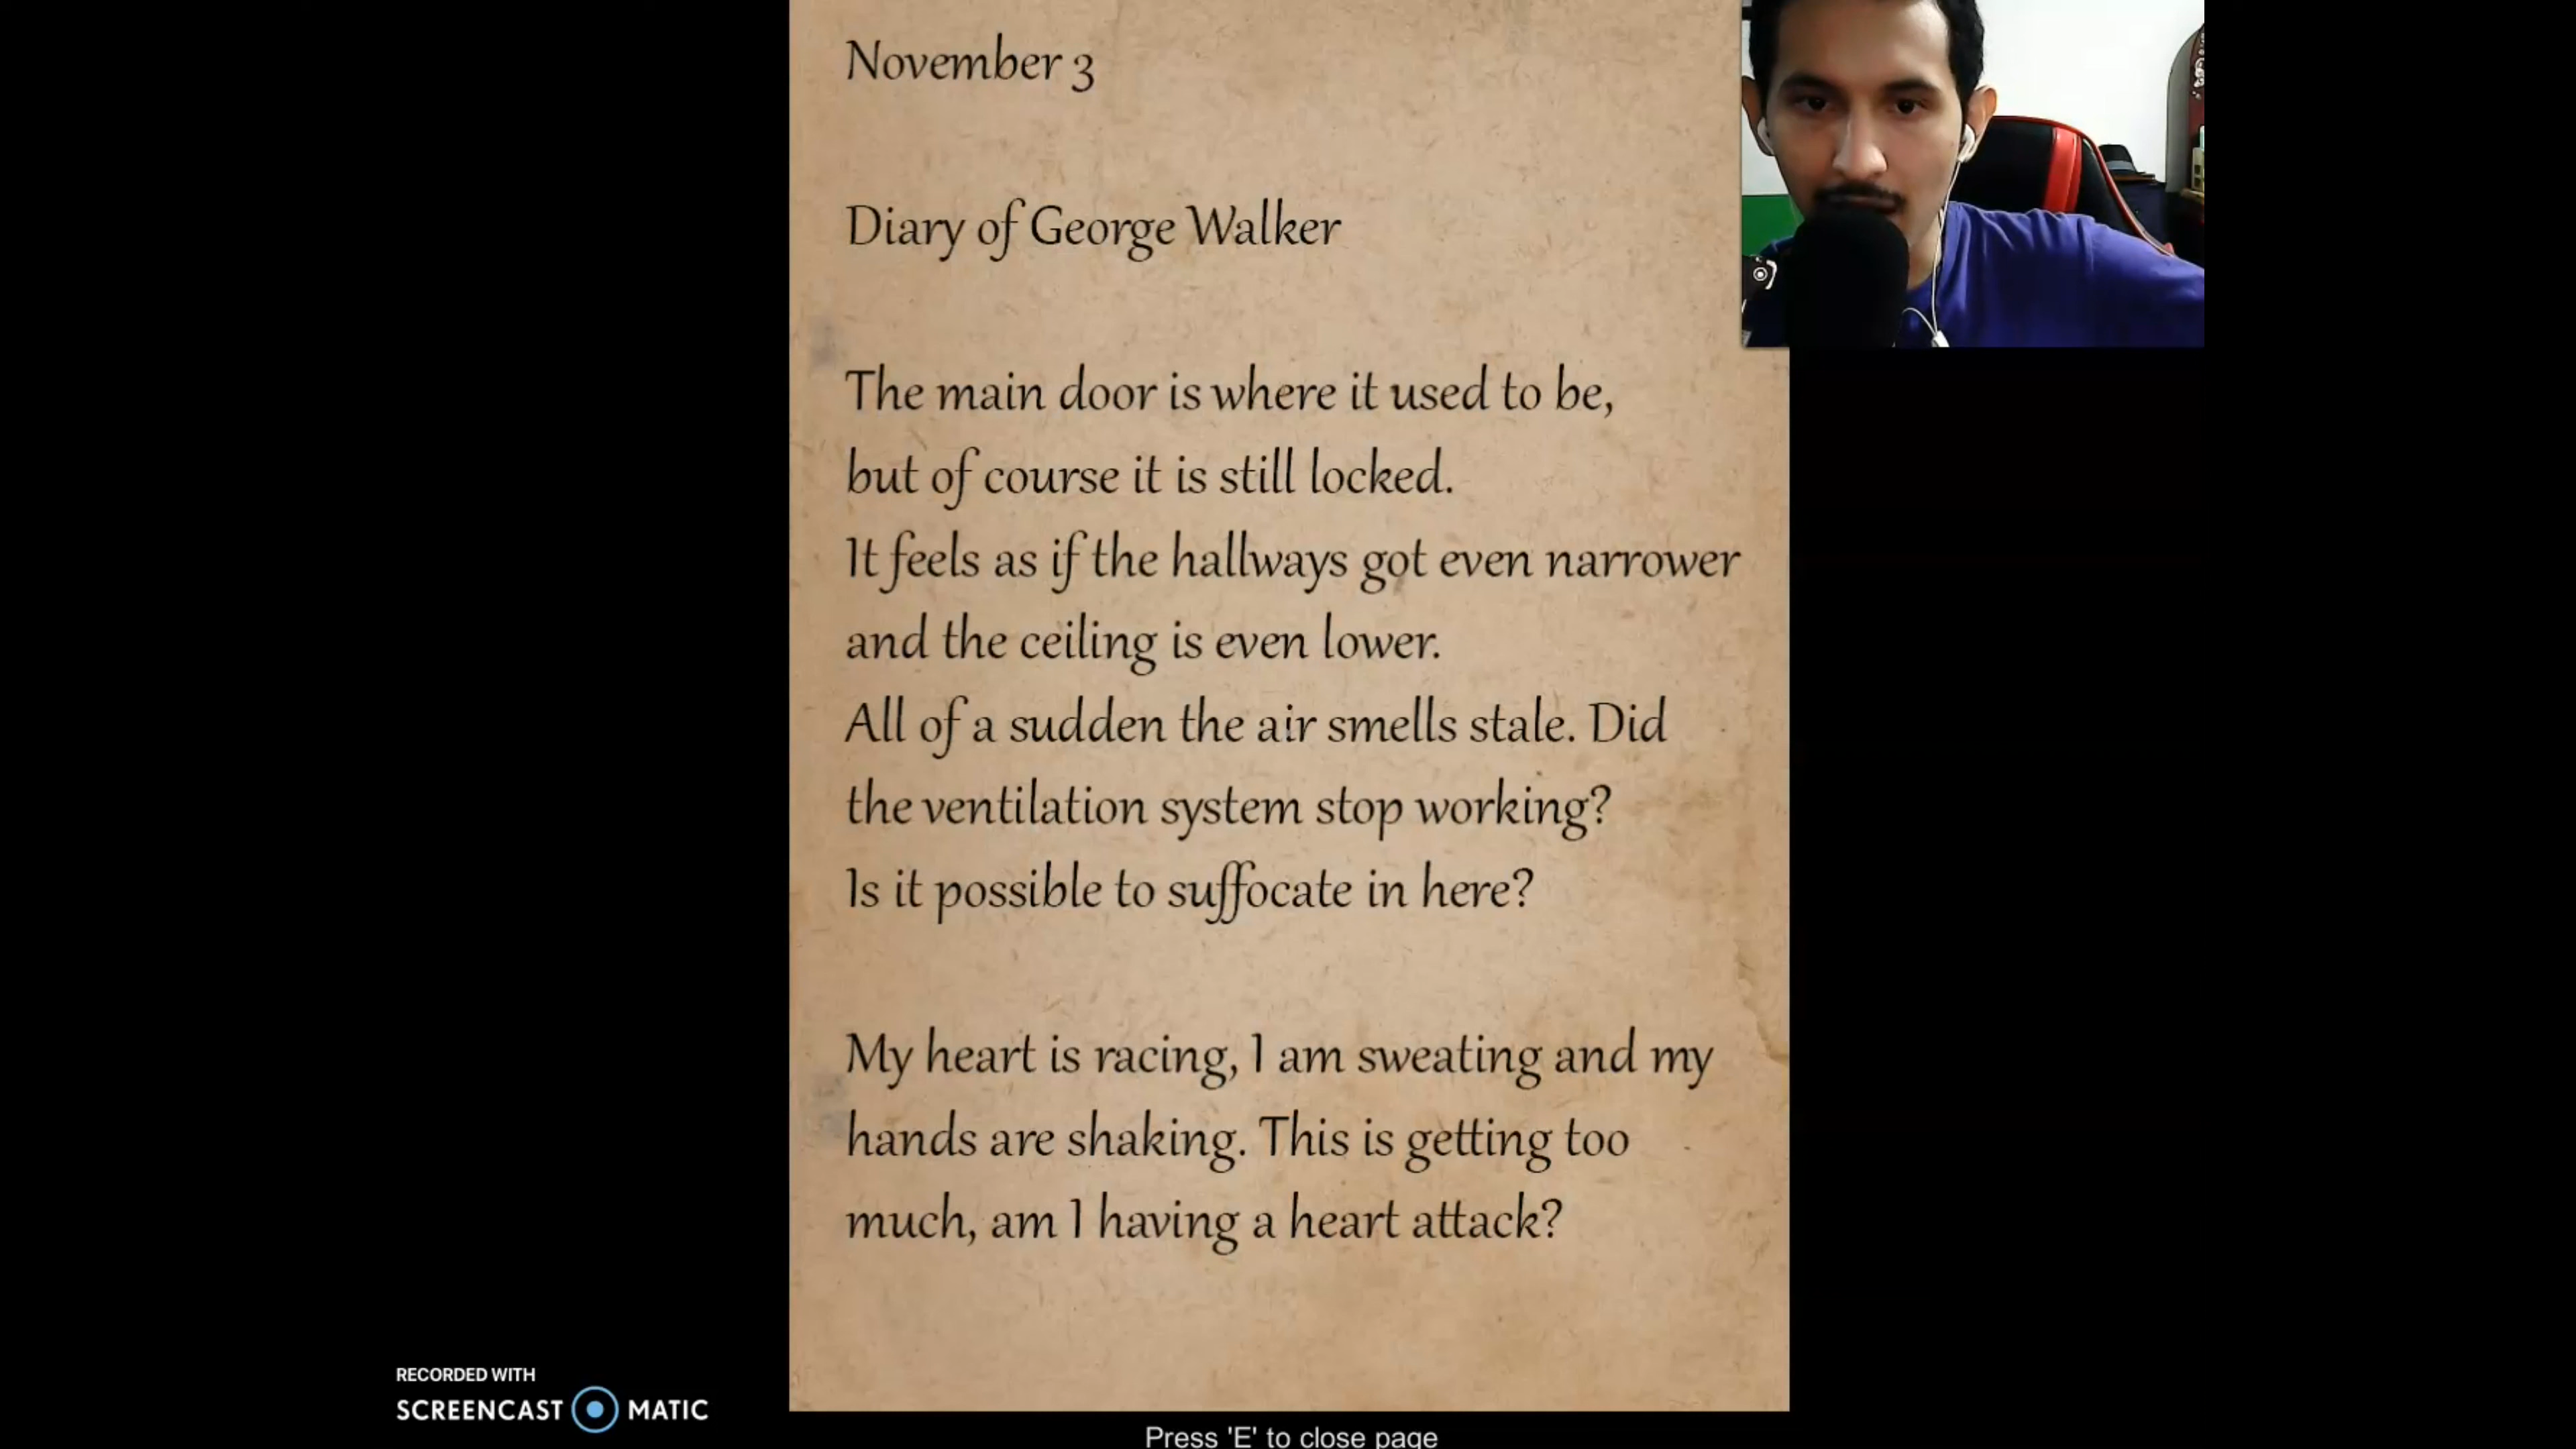 November 3
Diary of George Walker
The main door is where it used to be,
but of course it is still locked.
It feels as if the hallways got even narrower
and the ceiling is even lower.
All of a sudden the air smells stale. Did
the ventilation system stop working?
Is it possible to suffocate in here?
My heart is racing, I am sweating and my
hands are shaking. This is getting too
much, am I having a heart attack?
RECORDED WITH
SCREENCAST MATIC
Press 'E' to close page